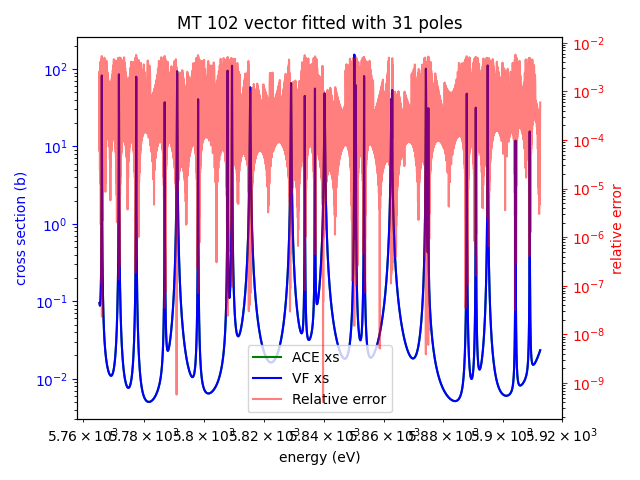 MT 102 vector fitted with 31 poles
cross section (b)
10²
10¹
10⁰
10⁻¹
10⁻²
relative error
10⁻²
10⁻³
10⁻⁴
10⁻⁵
10⁻⁶
10⁻⁷
10⁻⁸
10⁻⁹
ACE xs
VF xs
Relative error
5.76 × 10³ 5.78 × 10³ 5.8 × 10³ 5.82 × 10³ 5.84 × 10³ 5.86 × 10³ 5.88 × 10³ 5.9 × 10³ 5.92 × 10³
energy (eV)